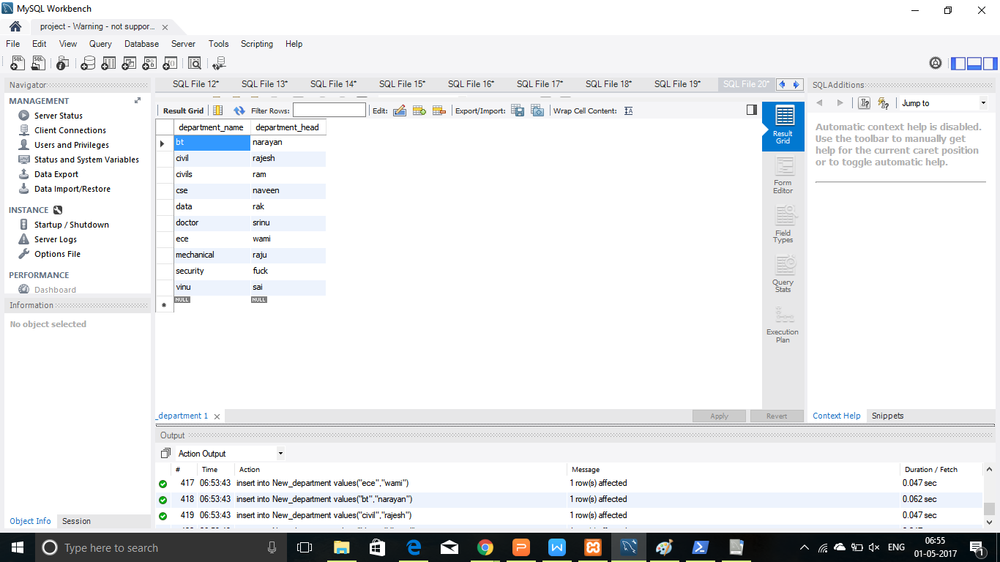 MySQL Workbench
project - Warning - not suppor...
File Edit View Query Database Server Tools Scripting Help
Navigator
MANAGEMENT
Server Status
Client Connections
Users and Privileges
Status and System Variables
Data Export
Data Import/Restore
INSTANCE
Startup / Shutdown
Server Logs
Options File
PERFORMANCE
Dashboard
Information
No object selected
Object Info Session
SQL File 12* SQL File 13* SQL File 14* SQL File 15* SQL File 16* SQL File 17* SQL File 18* SQL File 19* SQL File 20*
Result Grid Filter Rows: Edit: Export/Import: Wrap Cell Content:
department_name department_head
bt narayan
civil rajesh
civils ram
cse naveen
data rak
doctor srinu
ece wami
mechanical raju
security fuck
vinu sai
NULL NULL
Result Grid
Form Editor
Field Types
Query Stats
Execution Plan
_department 1
Apply Revert
SQLAdditions
Jump to
Automatic context help is disabled.
Use the toolbar to manually get
help for the current caret position
or to toggle automatic help.
Context Help Snippets
Output
Action Output
# Time Action Message Duration / Fetch
417 06:53:43 insert into New_department values("ece","wami") 1 row(s) affected 0.047 sec
418 06:53:43 insert into New_department values("bt","narayan") 1 row(s) affected 0.062 sec
419 06:53:43 insert into New_department values("civil","rajesh") 1 row(s) affected 0.047 sec
Type here to search
ENG
06:55
01-05-2017
1